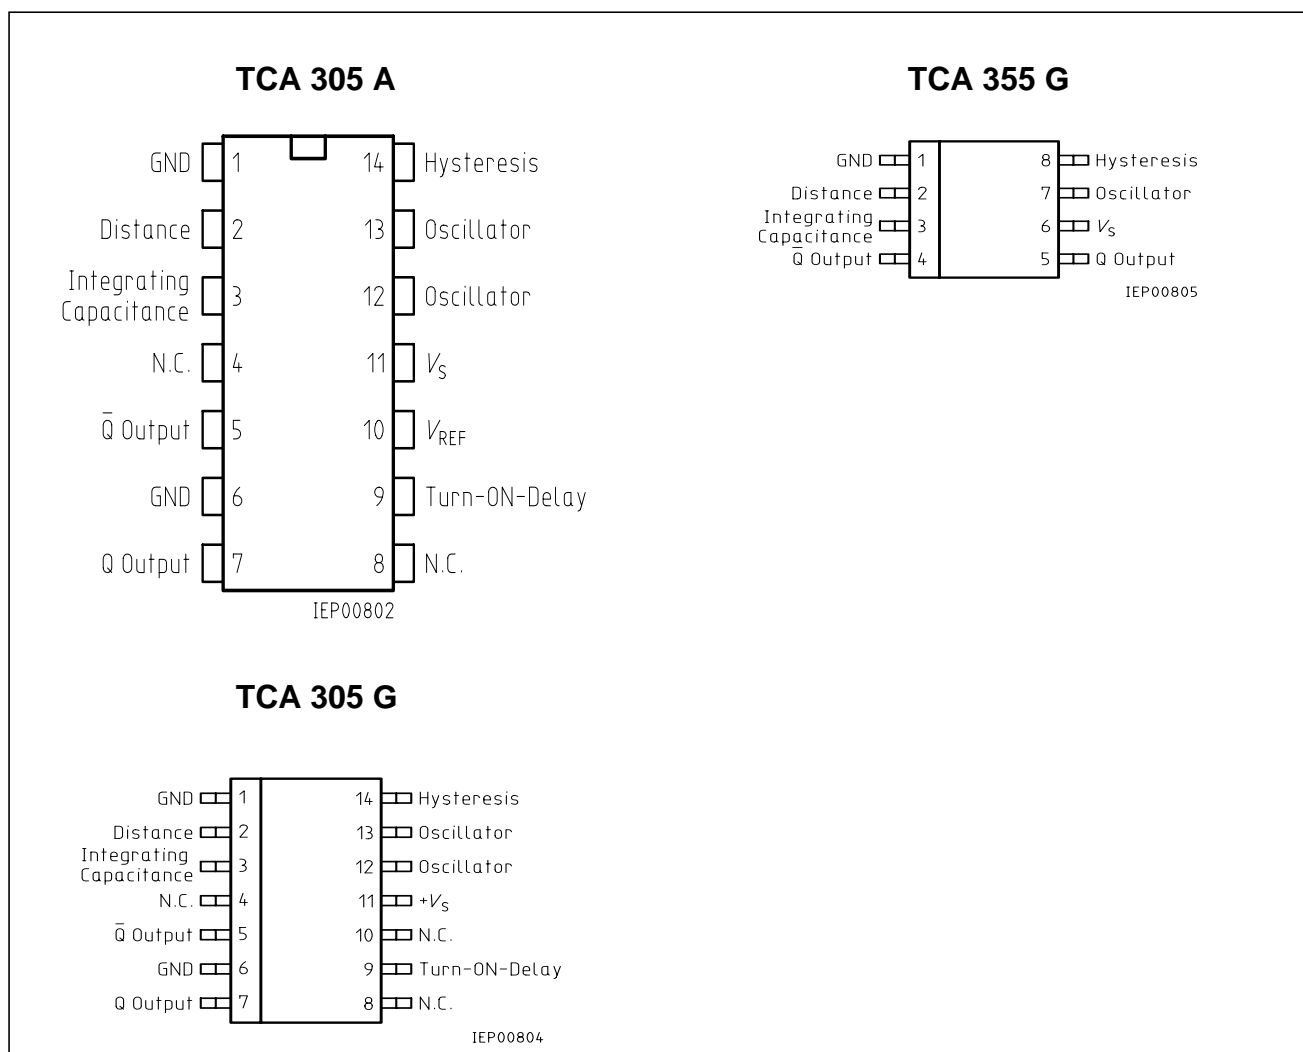 TCA 305 A
GND 1 14 Hysteresis
Distance 2 13 Oscillator
Integrating
Capacitance 3 12 Oscillator
N.C. 4 11 VS
Q̅ Output 5 10 VREF
GND 6 9 Turn-ON-Delay
Q Output 7 8 N.C.
IEP00802
TCA 355 G
GND 1 8 Hysteresis
Distance 2 7 Oscillator
Integrating
Capacitance 3 6 VS
Q̅ Output 4 5 Q Output
IEP00805
TCA 305 G
GND 1 14 Hysteresis
Distance 2 13 Oscillator
Integrating
Capacitance 3 12 Oscillator
N.C. 4 11 +VS
Q̅ Output 5 10 N.C.
GND 6 9 Turn-ON-Delay
Q Output 7 8 N.C.
IEP00804